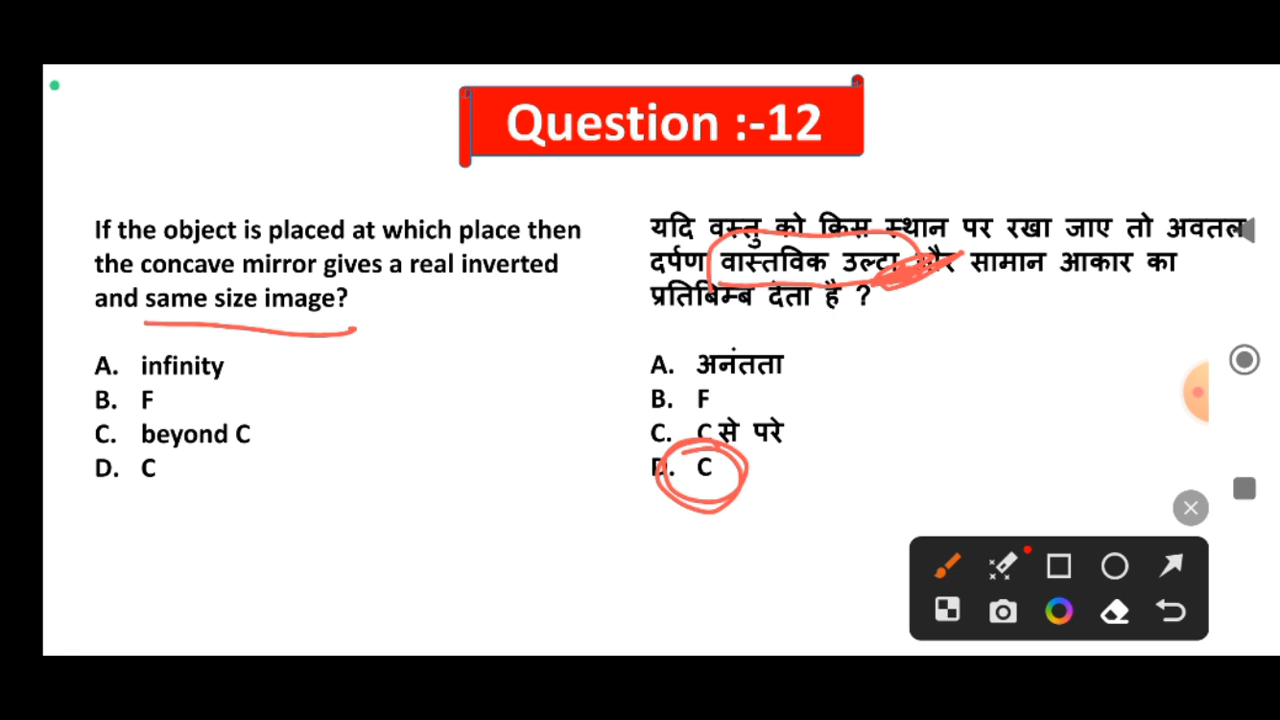 Question :-12
If the object is placed at which place then
the concave mirror gives a real inverted
and same size image?
A. infinity
B. F
C. beyond C
D. C
यदि वस्तु को किस स्थान पर रखा जाए तो अवतल
दर्पण वास्तविक उल्टा और सामान आकार का
प्रतिबिम्ब देता है ?
A. अनंतता
B. F
C. C से परे
D. C